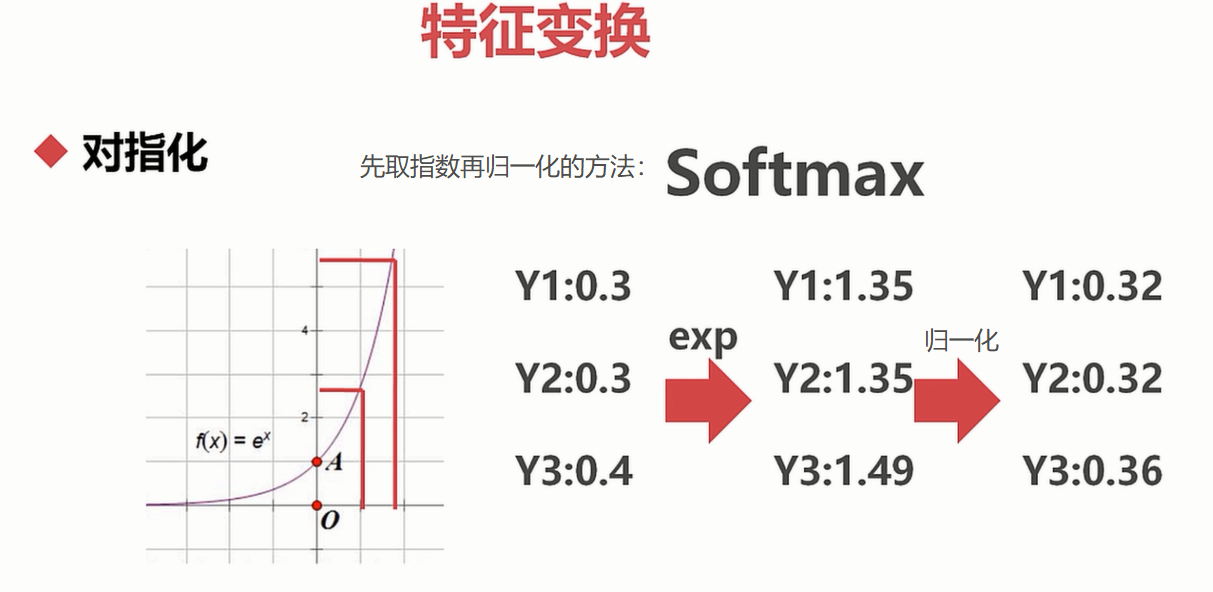 特征变换
对指化
先取指数再归一化的方法：
Softmax
4
2
f(x) = eˣ
A
O
Y1:0.3
Y2:0.3
Y3:0.4
exp
Y1:1.35
Y2:1.35
Y3:1.49
归一化
Y1:0.32
Y2:0.32
Y3:0.36